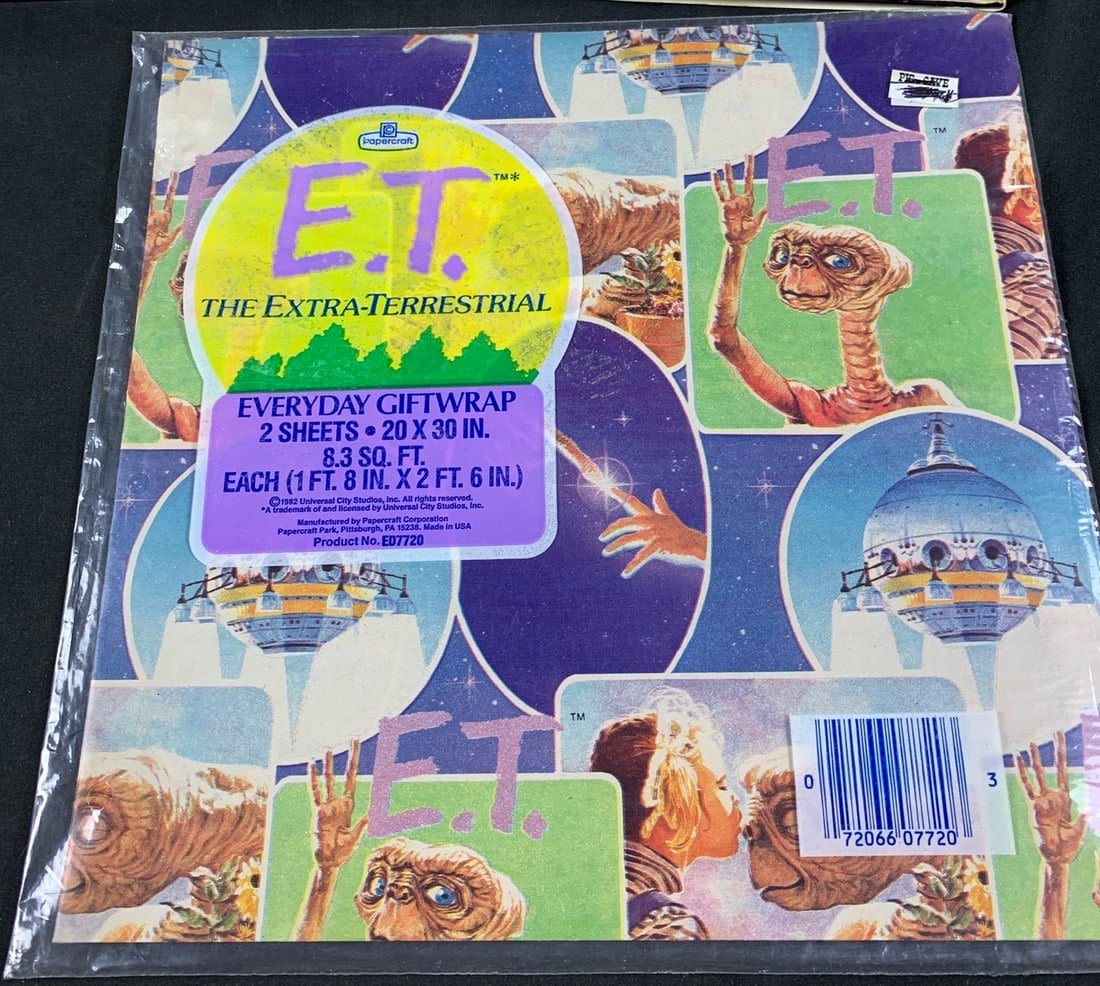 papercraft
E.T.™*
THE EXTRA-TERRESTRIAL
EVERYDAY GIFTWRAP
2 SHEETS • 20 X 30 IN.
8.3 SQ. FT.
EACH (1 FT. 8 IN. X 2 FT. 6 IN.)
©1982 Universal City Studios, Inc. All rights reserved.
*A trademark of and licensed by Universal City Studios, Inc.
Manufactured by Papercraft Corporation
Papercraft Park, Pittsburgh, PA 15238. Made in USA
Product No. ED7720
E.T.™
E.T.™
E
0 72066 07720 3